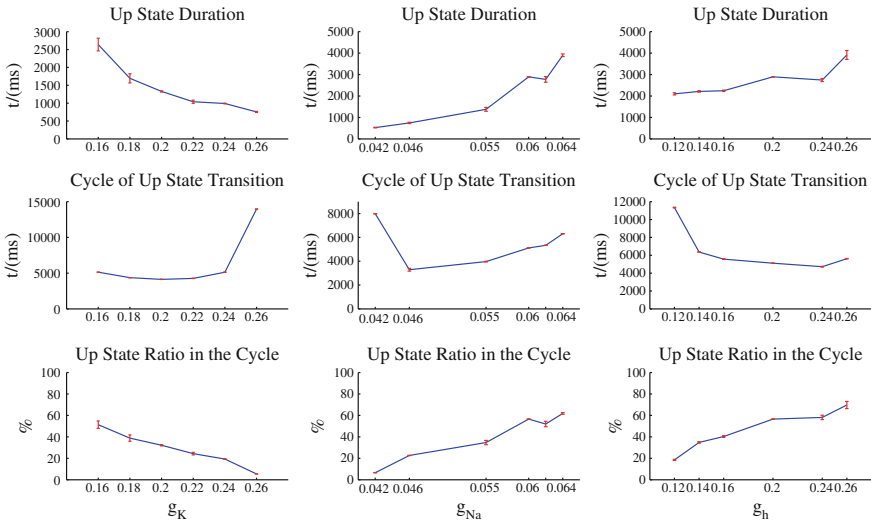 Up State Duration
Up State Duration
Up State Duration
t/(ms)
3000
2500
2000
1500
1000
500
0
0.16 0.18 0.2 0.22 0.24 0.26
t/(ms)
5000
4000
3000
2000
1000
0
0.042 0.046 0.055 0.06 0.064
t/(ms)
5000
4000
3000
2000
1000
0
0.12 0.14 0.16 0.2 0.24 0.26
Cycle of Up State Transition
Cycle of Up State Transition
Cycle of Up State Transition
t/(ms)
15000
10000
5000
0
0.16 0.18 0.2 0.22 0.24 0.26
t/(ms)
8000
6000
4000
2000
0
0.042 0.046 0.055 0.06 0.064
t/(ms)
12000
10000
8000
6000
4000
2000
0
0.12 0.14 0.16 0.2 0.24 0.26
Up State Ratio in the Cycle
Up State Ratio in the Cycle
Up State Ratio in the Cycle
%
100
80
60
40
20
0
0.16 0.18 0.2 0.22 0.24 0.26
g_K
%
100
80
60
40
20
0
0.042 0.046 0.055 0.06 0.064
g_Na
%
100
80
60
40
20
0
0.12 0.14 0.16 0.2 0.24 0.26
g_h